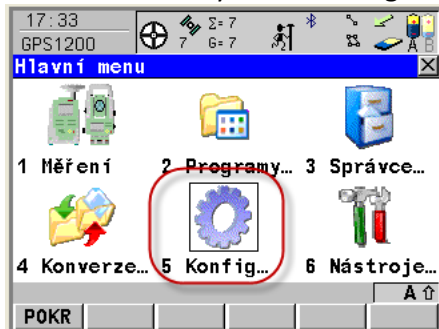 17:33
GPS1200
Σ=7
7 G=7
A B
Hlavní menu
1 Měření 2 Programy… 3 Správce…
4 Konverze… 5 Konfig… 6 Nástroje…
A ⇧
POKR